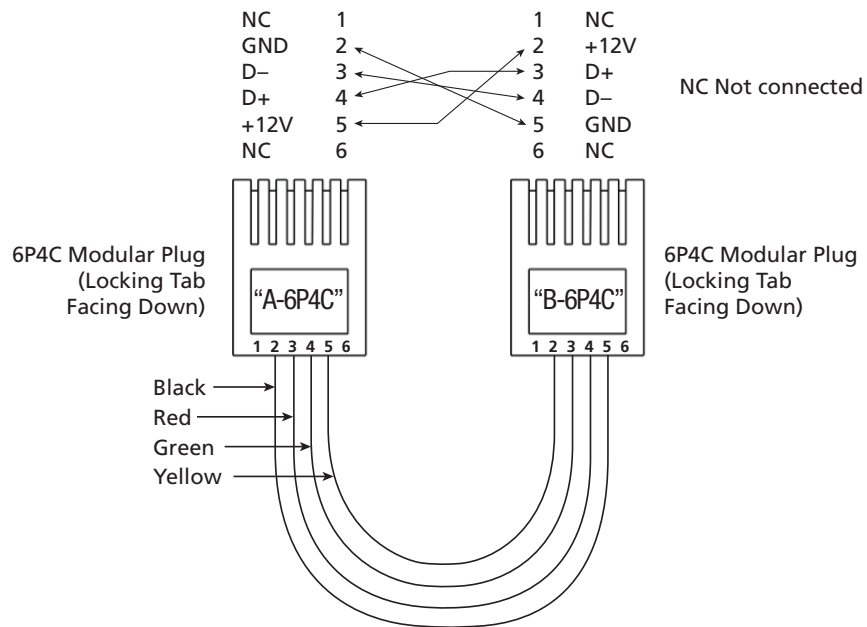 NC 1 1 NC
GND 2 2 +12V
D– 3 3 D+
D+ 4 4 D–
+12V 5 5 GND
NC 6 6 NC
NC Not connected
6P4C Modular Plug
(Locking Tab
Facing Down)
“A-6P4C”
1 2 3 4 5 6
“B-6P4C”
1 2 3 4 5 6
6P4C Modular Plug
(Locking Tab
Facing Down)
Black
Red
Green
Yellow